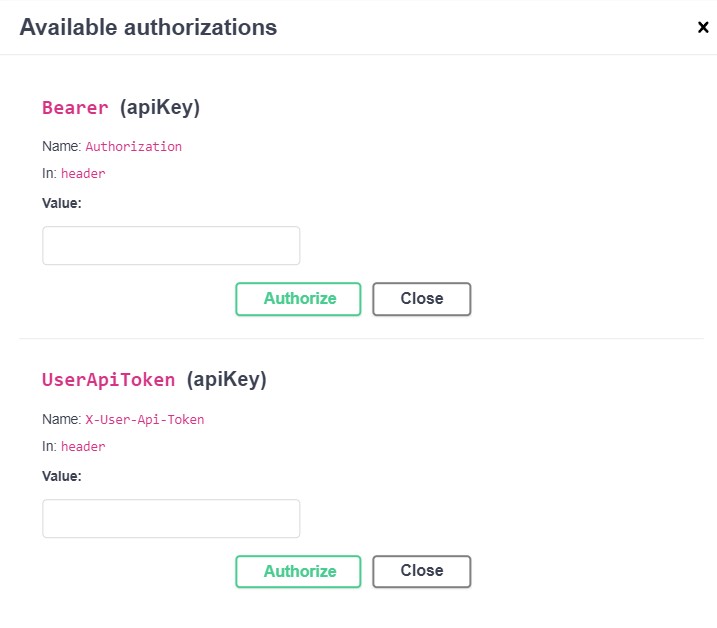 Available authorizations
Bearer (apiKey)
Name: Authorization
In: header
Value:
Authorize Close
UserApiToken (apiKey)
Name: X-User-Api-Token
In: header
Value:
Authorize Close